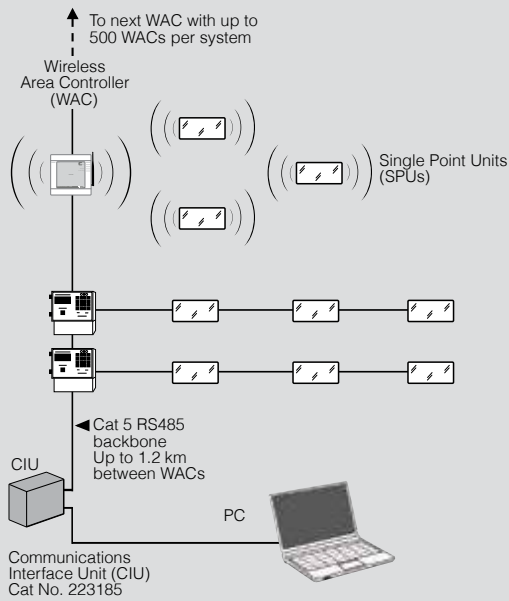 To next WAC with up to
500 WACs per system
Wireless
Area Controller
(WAC)
Single Point Units
(SPUs)
Cat 5 RS485
backbone
Up to 1.2 km
between WACs
CIU
PC
Communications
Interface Unit (CIU)
Cat No. 223185